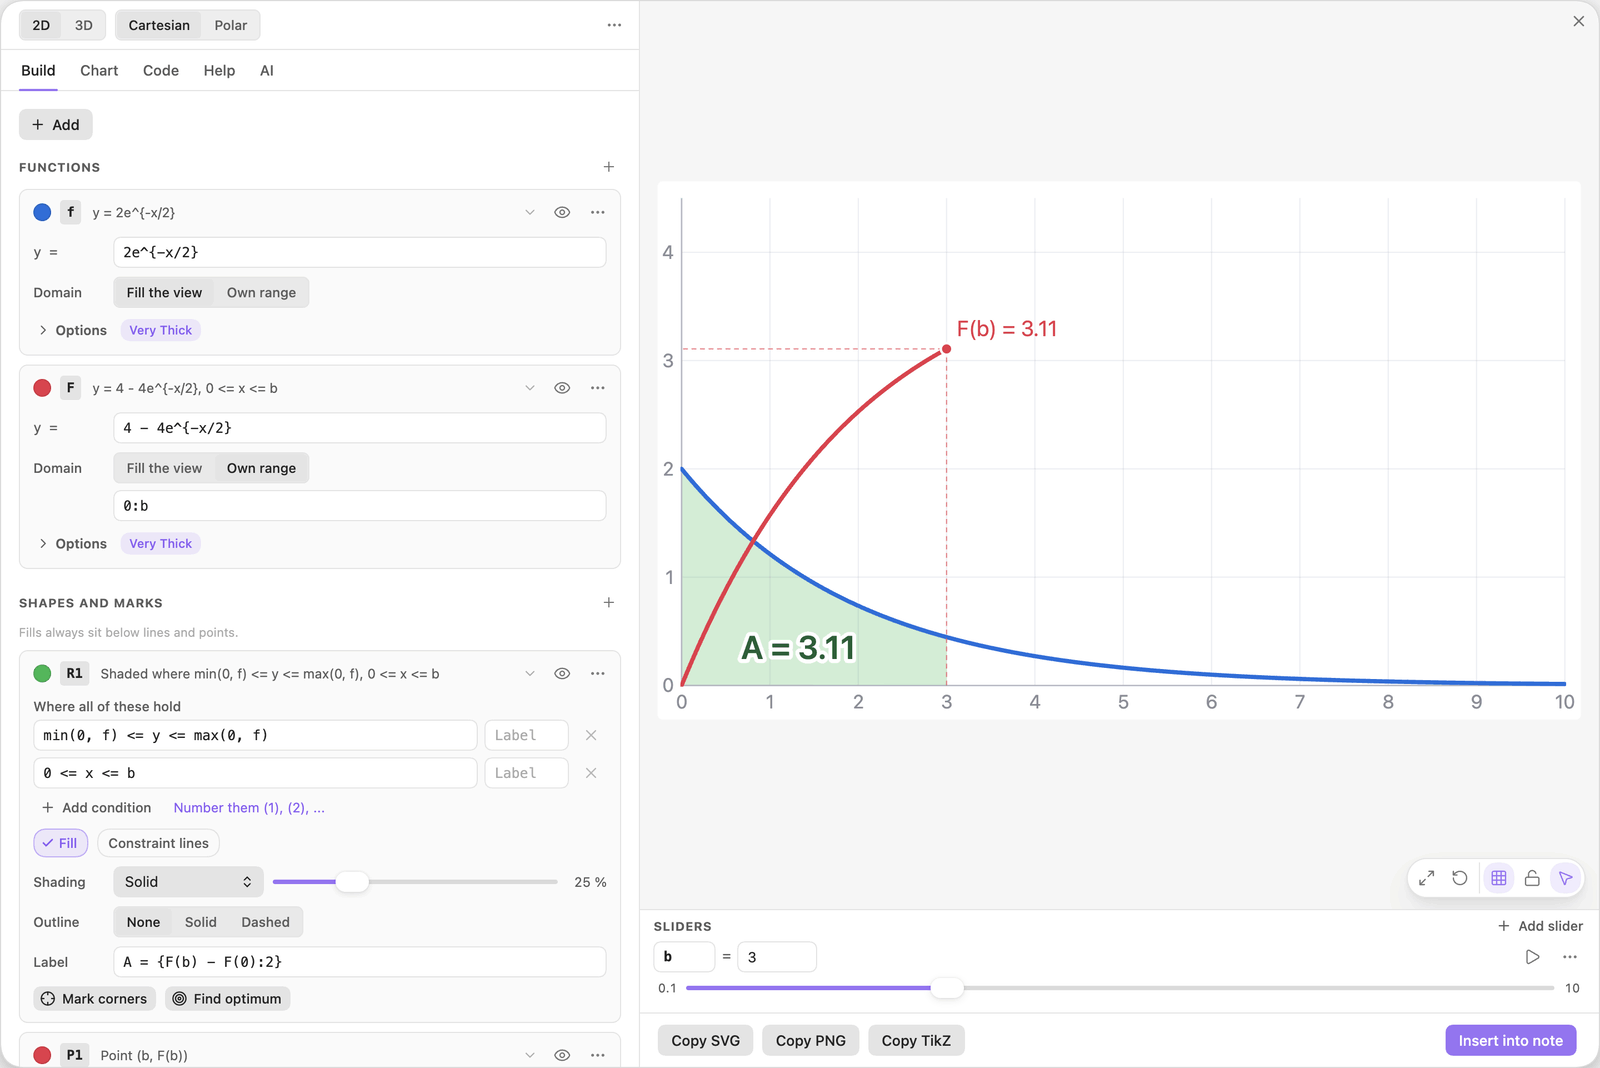 2D 3D Cartesian Polar
Build Chart Code Help AI
+ Add
FUNCTIONS
f y = 2e^{-x/2}
y = 2e^{-x/2}
Domain Fill the view Own range
Options Very Thick
F y = 4 - 4e^{-x/2}, 0 <= x <= b
y = 4 - 4e^{-x/2}
Domain Fill the view Own range
0:b
Options Very Thick
SHAPES AND MARKS
Fills always sit below lines and points.
R1 Shaded where min(0, f) <= y <= max(0, f), 0 <= x <= b
Where all of these hold
min(0, f) <= y <= max(0, f) Label
0 <= x <= b Label
+ Add condition Number them (1), (2), ...
Fill Constraint lines
Shading Solid 25 %
Outline None Solid Dashed
Label A = {F(b) - F(0):2}
Mark corners Find optimum
P1 Point (b, F(b))
4
F(b) = 3.11
3
2
1
A = 3.11
0
0 1 2 3 4 5 6 7 8 9 10
SLIDERS + Add slider
b = 3
0.1 10
Copy SVG Copy PNG Copy TikZ Insert into note